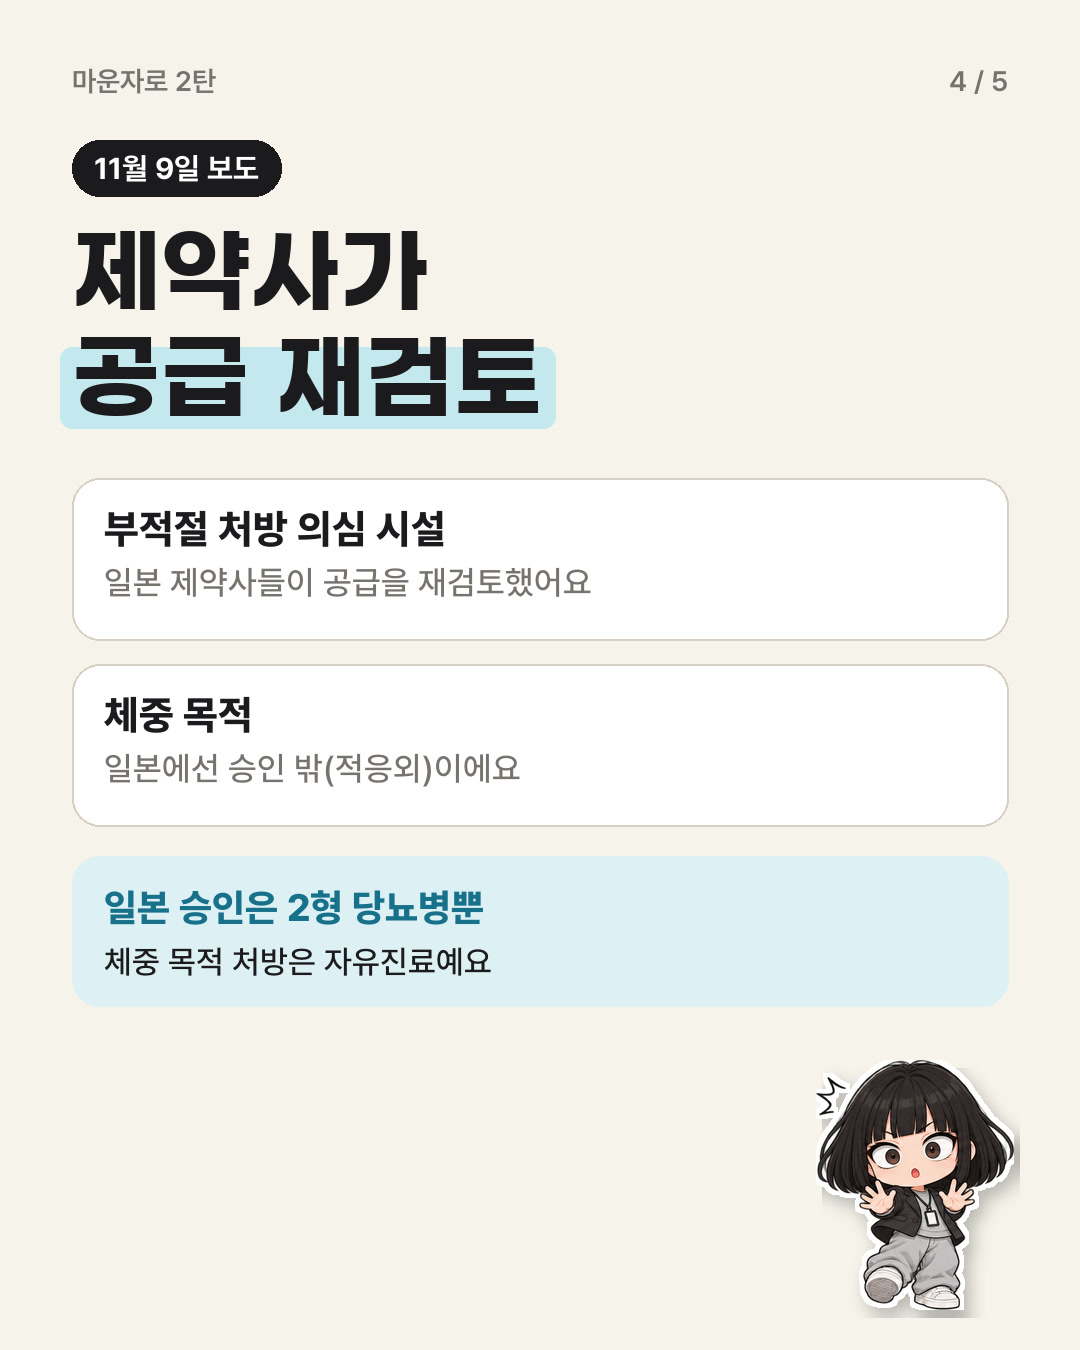 마운자로 2탄
4 / 5
11월 9일 보도
제약사가
공급 재검토
부적절 처방 의심 시설
일본 제약사들이 공급을 재검토했어요
체중 목적
일본에선 승인 밖(적응외)이에요
일본 승인은 2형 당뇨병뿐
체중 목적 처방은 자유진료예요